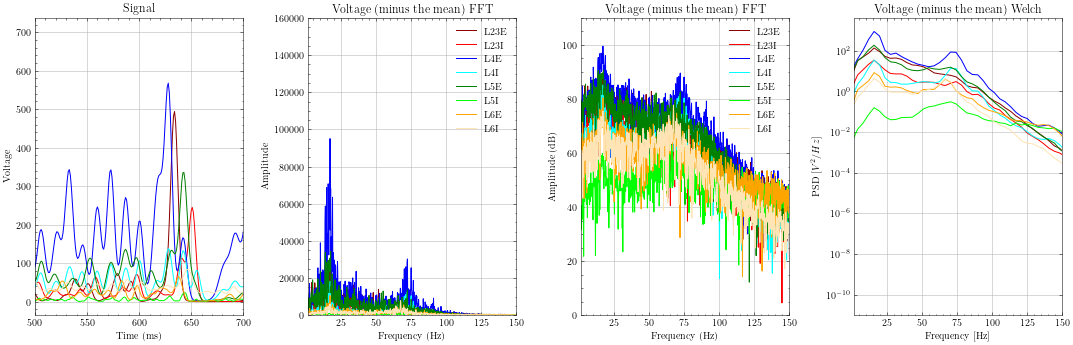 Signal
700
600
500
400
300
200
100
0
Voltage
500
550
600
650
700
Time (ms)
Voltage (minus the mean) FFT
160000
140000
120000
100000
80000
60000
40000
20000
0
Amplitude
25
50
75
100
125
150
Frequency (Hz)
L23E
L23I
L4E
L4I
L5E
L5I
L6E
L6I
Voltage (minus the mean) FFT
100
80
60
40
20
0
Amplitude (dB)
25
50
75
100
125
150
Frequency (Hz)
L23E
L23I
L4E
L4I
L5E
L5I
L6E
L6I
Voltage (minus the mean) Welch
10²
10⁰
10⁻²
10⁻⁴
10⁻⁶
10⁻⁸
10⁻¹⁰
PSD [V²/Hz]
25
50
75
100
125
150
Frequency [Hz]